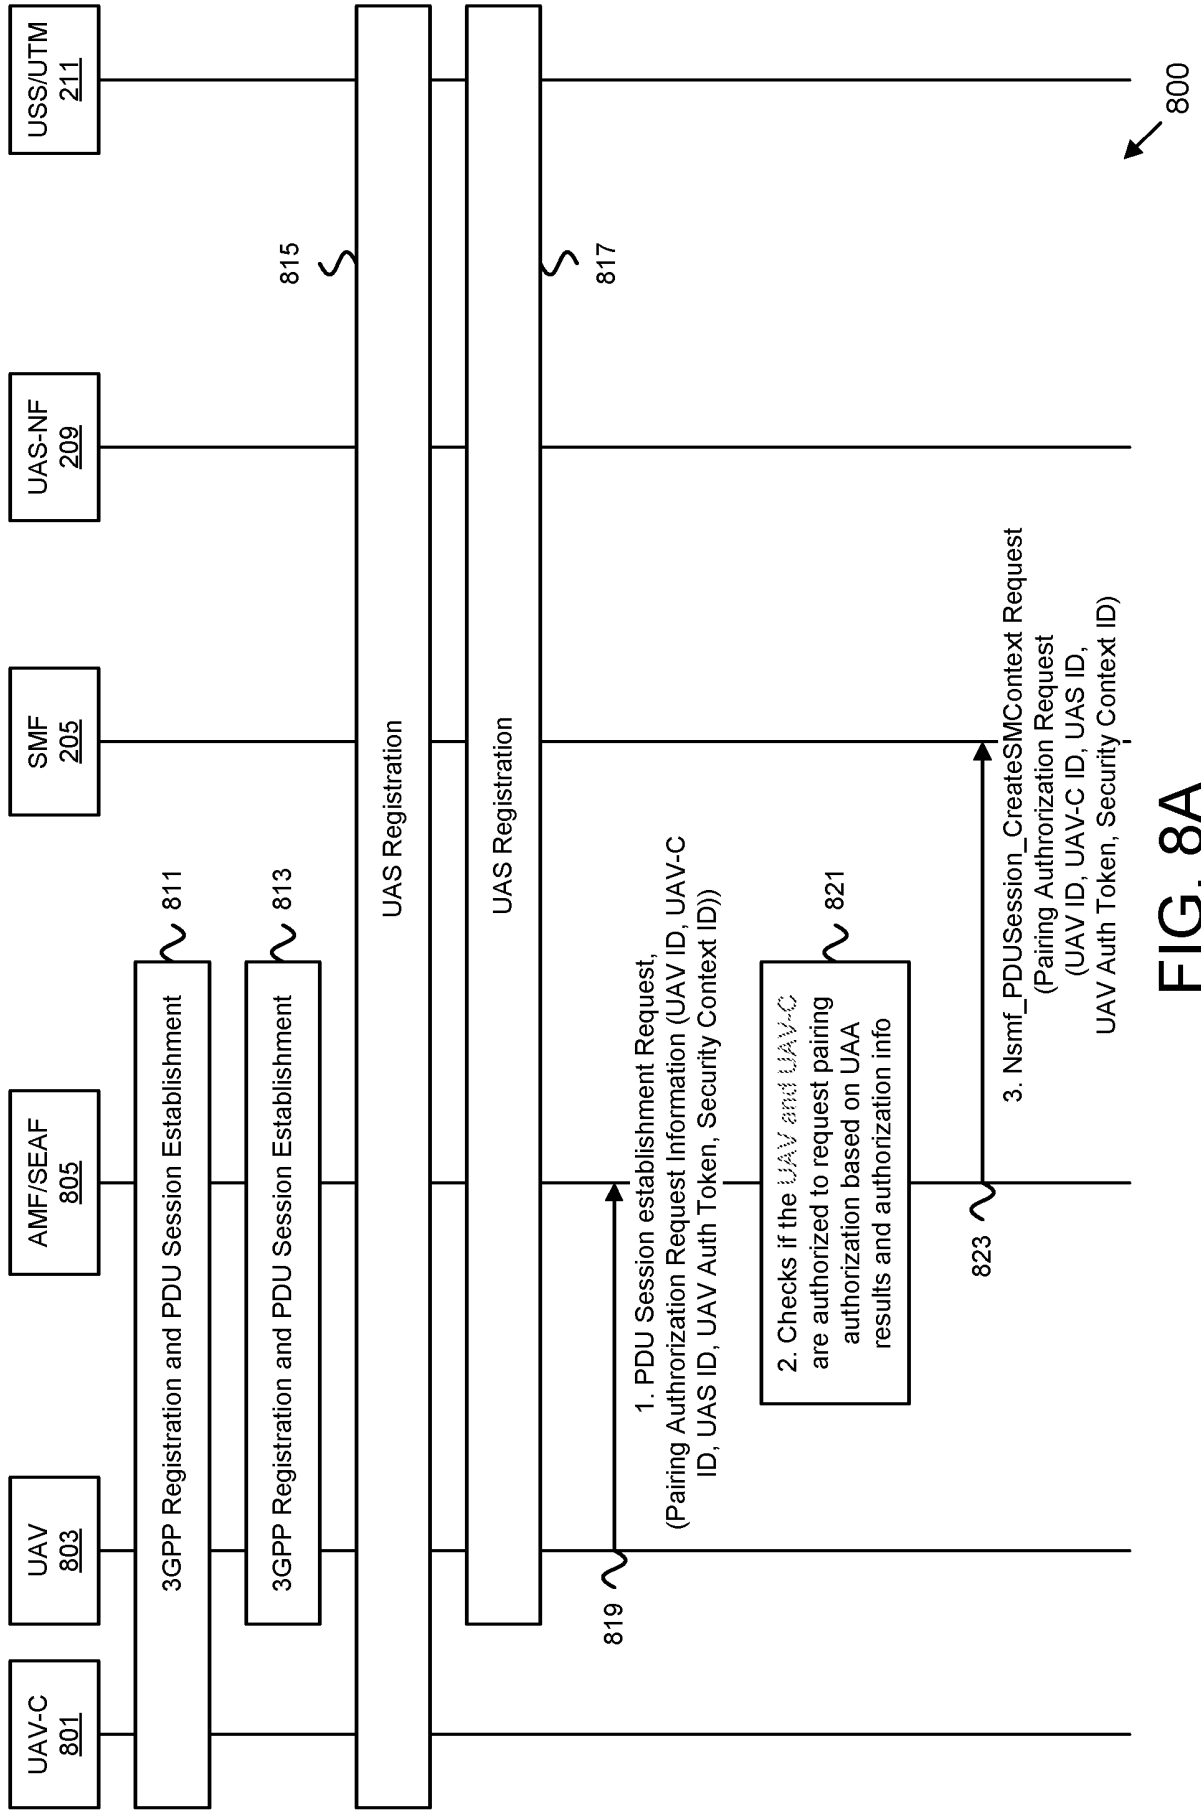 UAV-C
801
UAV
803
AMF/SEAF
805
SMF
205
UAS-NF
209
USS/UTM
211
3GPP Registration and PDU Session Establishment
811
3GPP Registration and PDU Session Establishment
813
815
UAS Registration
UAS Registration
817
819
1. PDU Session establishment Request,
(Pairing Authrorization Request Information (UAV ID, UAV-C
ID, UAS ID, UAV Auth Token, Security Context ID))
2. Checks if the UAV and UAV-C
are authorized to request pairing
authorization based on UAA
results and authorization info
821
823
3. Nsmf_PDUSession_CreateSMContext Request
(Pairing Authrorization Request
(UAV ID, UAV-C ID, UAS ID,
UAV Auth Token, Security Context ID)
800
FIG. 8A